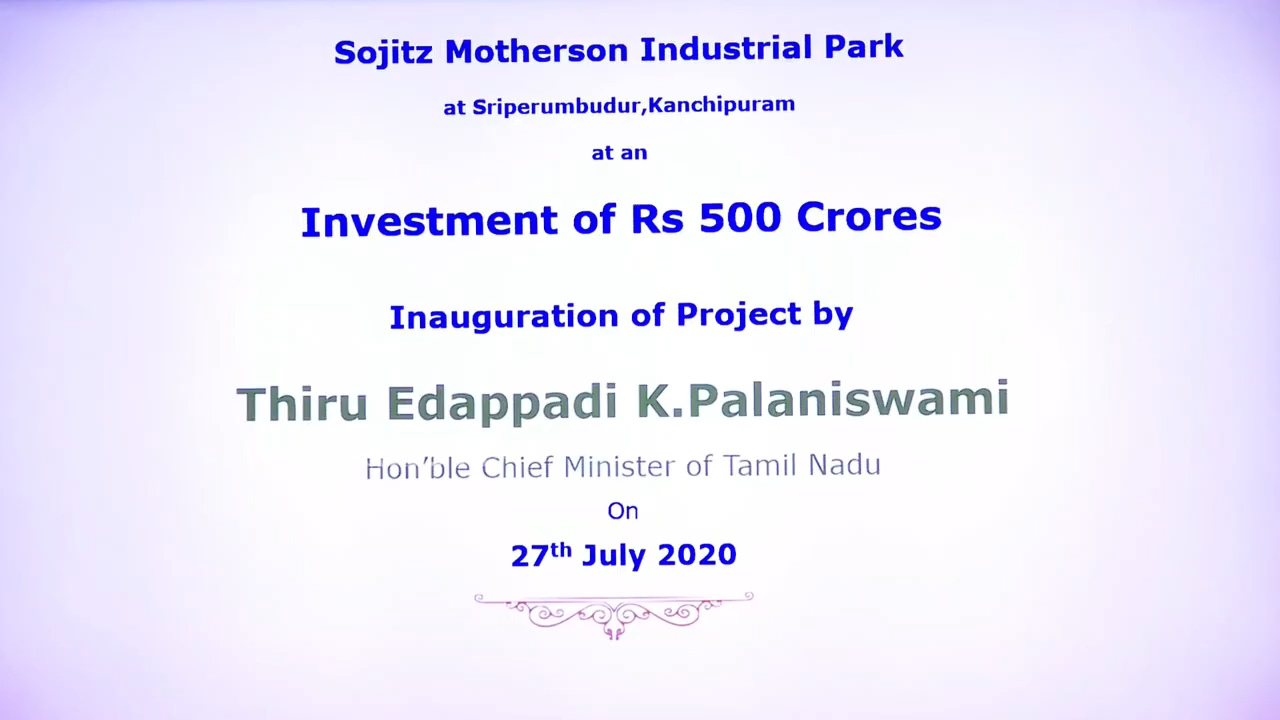 Sojitz Motherson Industrial Park
at Sriperumbudur,Kanchipuram
at an
Investment of Rs 500 Crores
Inauguration of Project by
Thiru Edappadi K.Palaniswami
Hon’ble Chief Minister of Tamil Nadu
On
27th July 2020